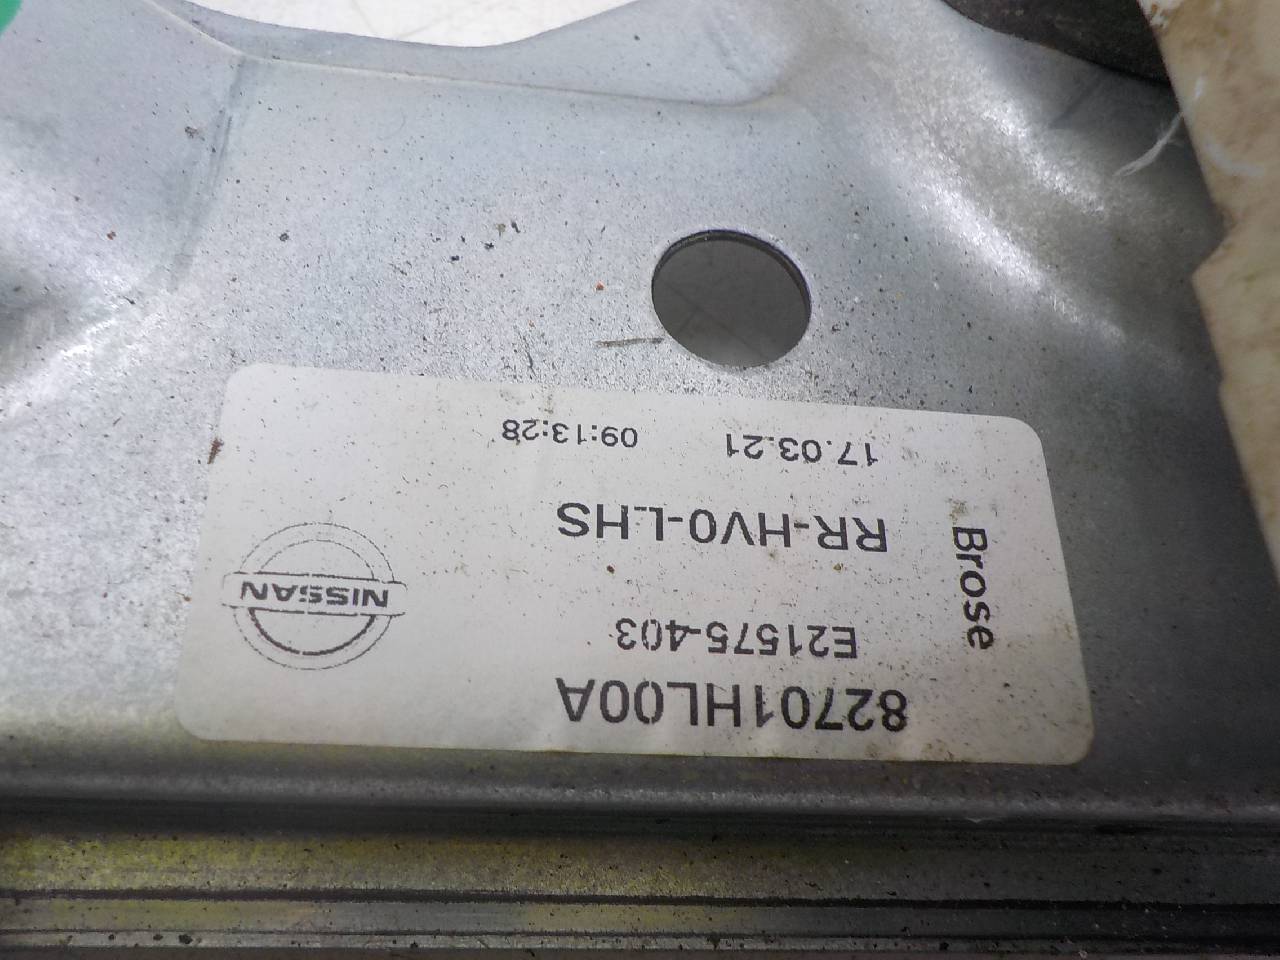 82701HL00A
E21575-403
RR-HV0-LHS
17.03.21 09:13:28
Brose
NISSAN